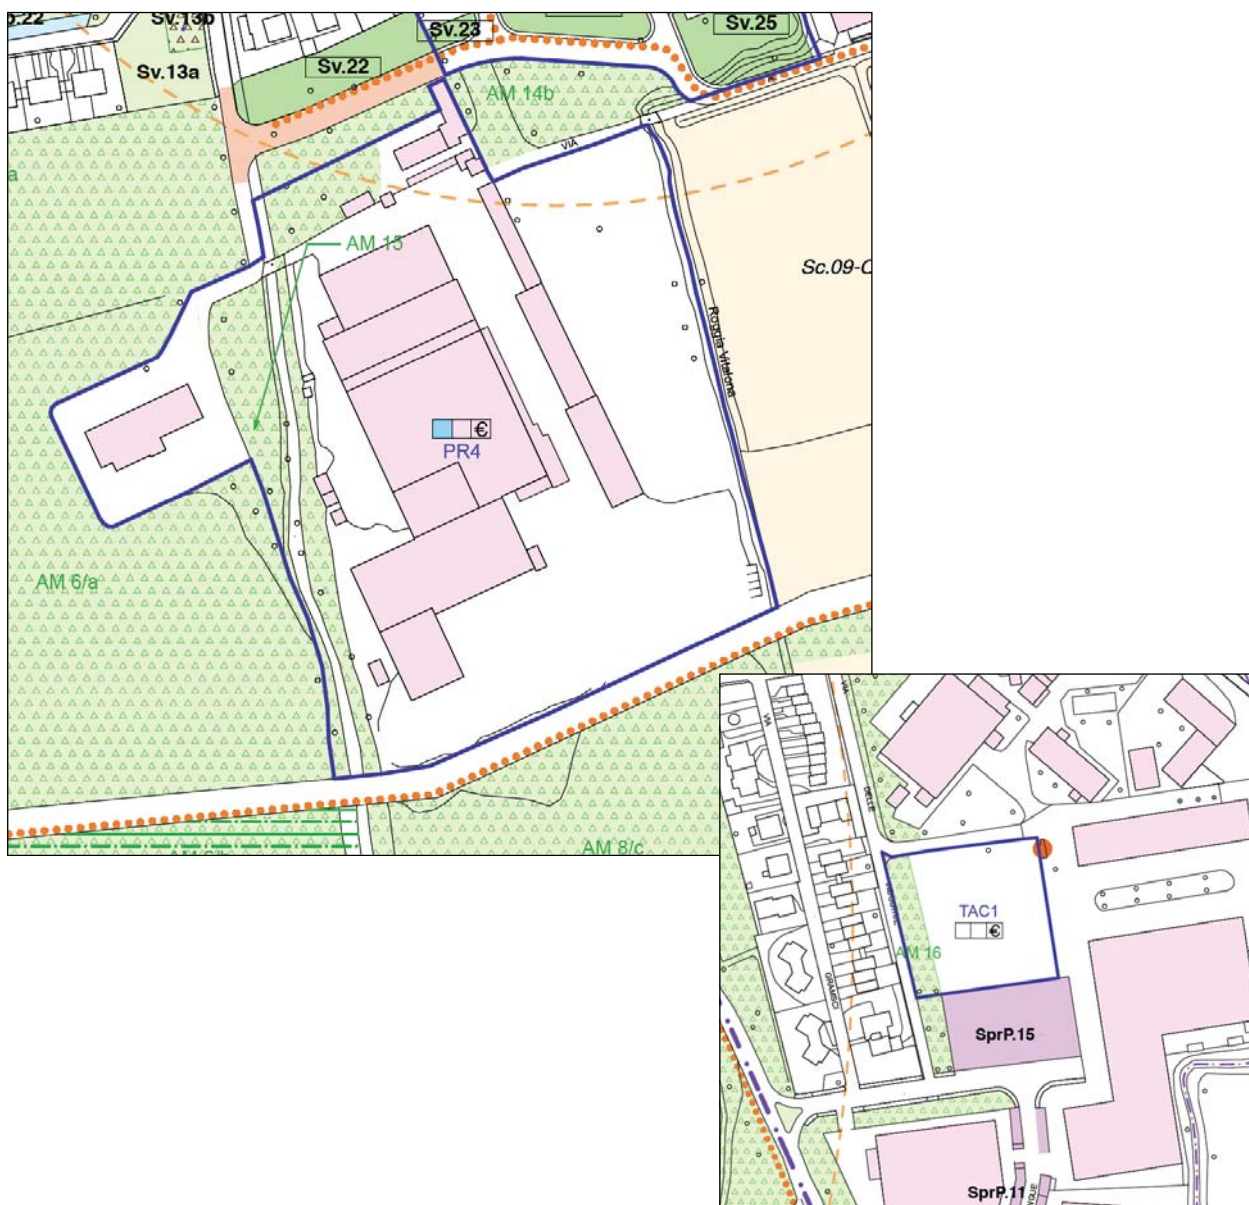 Sv.13b
Sv.23
Sv.25
Sv.13a
Sv.22
AM 14b
VIA
a
AM 15
Sc.09-C
Roggia Vitalona
€
PR4
AM 6/a
AM 8/c
VIA
VIA
DELLE
TAC1
€
AM 16
GRAMSCI
SprP.15
SprP.11